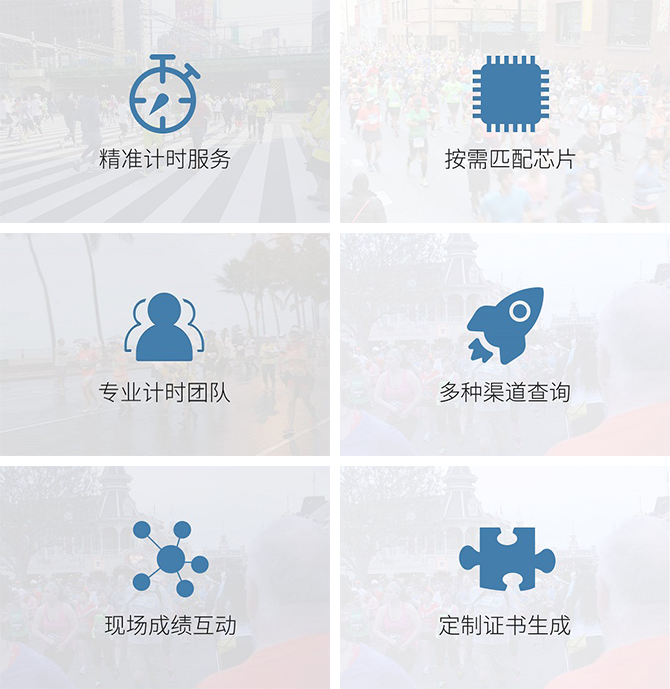 精准计时服务
按需匹配芯片
专业计时团队
多种渠道查询
现场成绩互动
定制证书生成